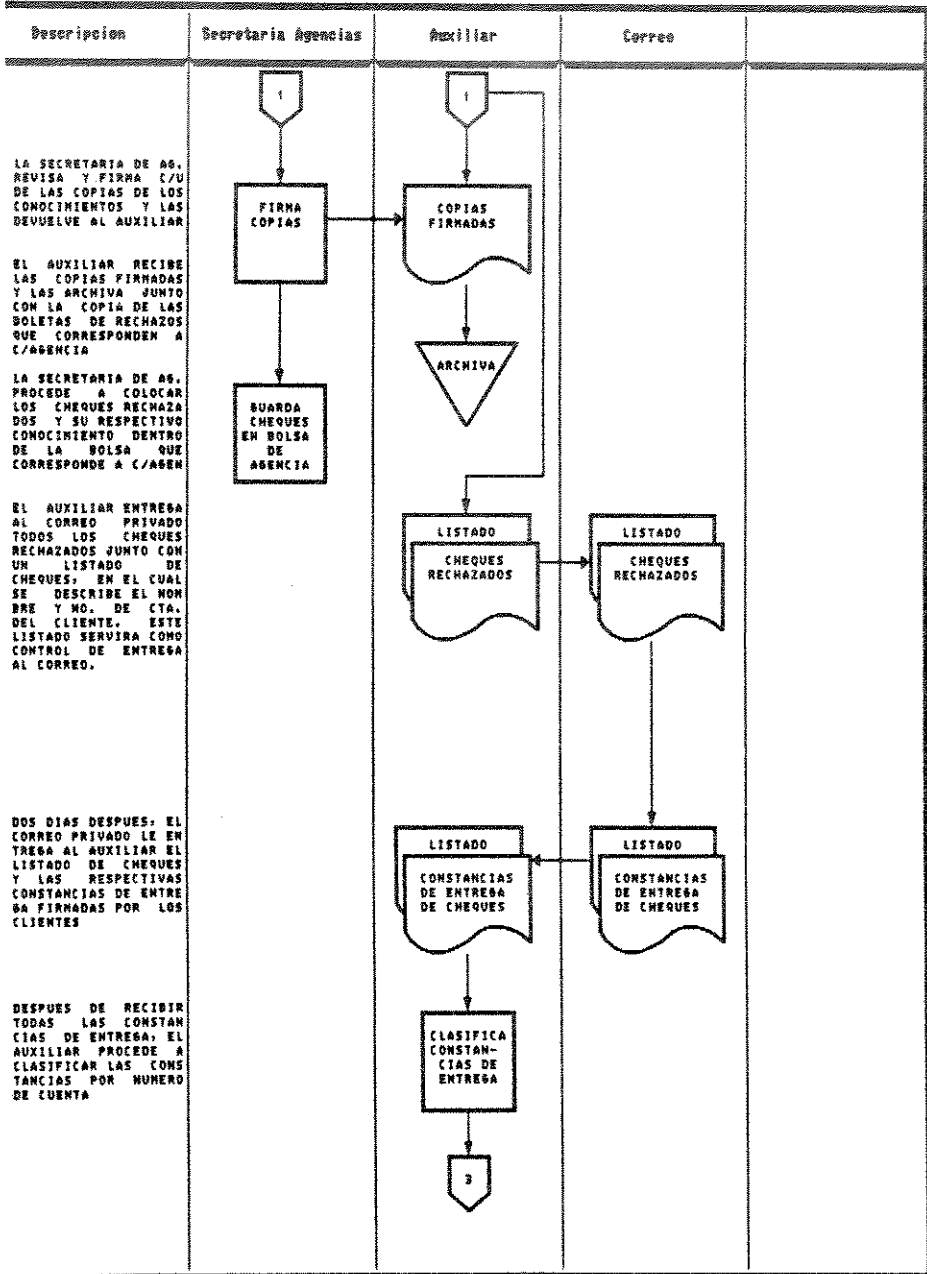 Descripcion
Secretaria Agencias
Auxiliar
Correo
1
1
LA SECRETARIA DE AG.
REVISA Y FIRMA C/U
DE LAS COPIAS DE LOS
CONOCIMIENTOS Y LAS
DEVUELVE AL AUXILIAR
FIRMA
COPIAS
COPIAS
FIRMADAS
EL AUXILIAR RECIBE
LAS COPIAS FIRMADAS
Y LAS ARCHIVA JUNTO
CON LA COPIA DE LAS
BOLETAS DE RECHAZOS
QUE CORRESPONDEN A
C/AGENCIA
ARCHIVA
LA SECRETARIA DE AG.
PROCEDE A COLOCAR
LOS CHEQUES RECHAZA
DOS Y SU RESPECTIVO
CONOCIMIENTO DENTRO
DE LA BOLSA QUE
CORRESPONDE A C/AGEN
GUARDA
CHEQUES
EN BOLSA
DE
AGENCIA
EL AUXILIAR ENTREGA
AL CORREO PRIVADO
TODOS LOS CHEQUES
RECHAZADOS JUNTO CON
UN LISTADO DE
CHEQUES, EN EL CUAL
SE DESCRIBE EL NOM
BRE Y NO. DE CTA.
DEL CLIENTE. ESTE
LISTADO SERVIRA COMO
CONTROL DE ENTREGA
AL CORREO.
LISTADO
CHEQUES
RECHAZADOS
LISTADO
CHEQUES
RECHAZADOS
DOS DIAS DESPUES, EL
CORREO PRIVADO LE EN
TREGA AL AUXILIAR EL
LISTADO DE CHEQUES
Y LAS RESPECTIVAS
CONSTANCIAS DE ENTRE
GA FIRMADAS POR LOS
CLIENTES
LISTADO
CONSTANCIAS
DE ENTREGA
DE CHEQUES
LISTADO
CONSTANCIAS
DE ENTREGA
DE CHEQUES
DESPUES DE RECIBIR
TODAS LAS CONSTAN
CIAS DE ENTREGA, EL
AUXILIAR PROCEDE A
CLASIFICAR LAS CONS
TANCIAS POR NUMERO
DE CUENTA
CLASIFICA
CONSTAN-
CIAS DE
ENTREGA
3